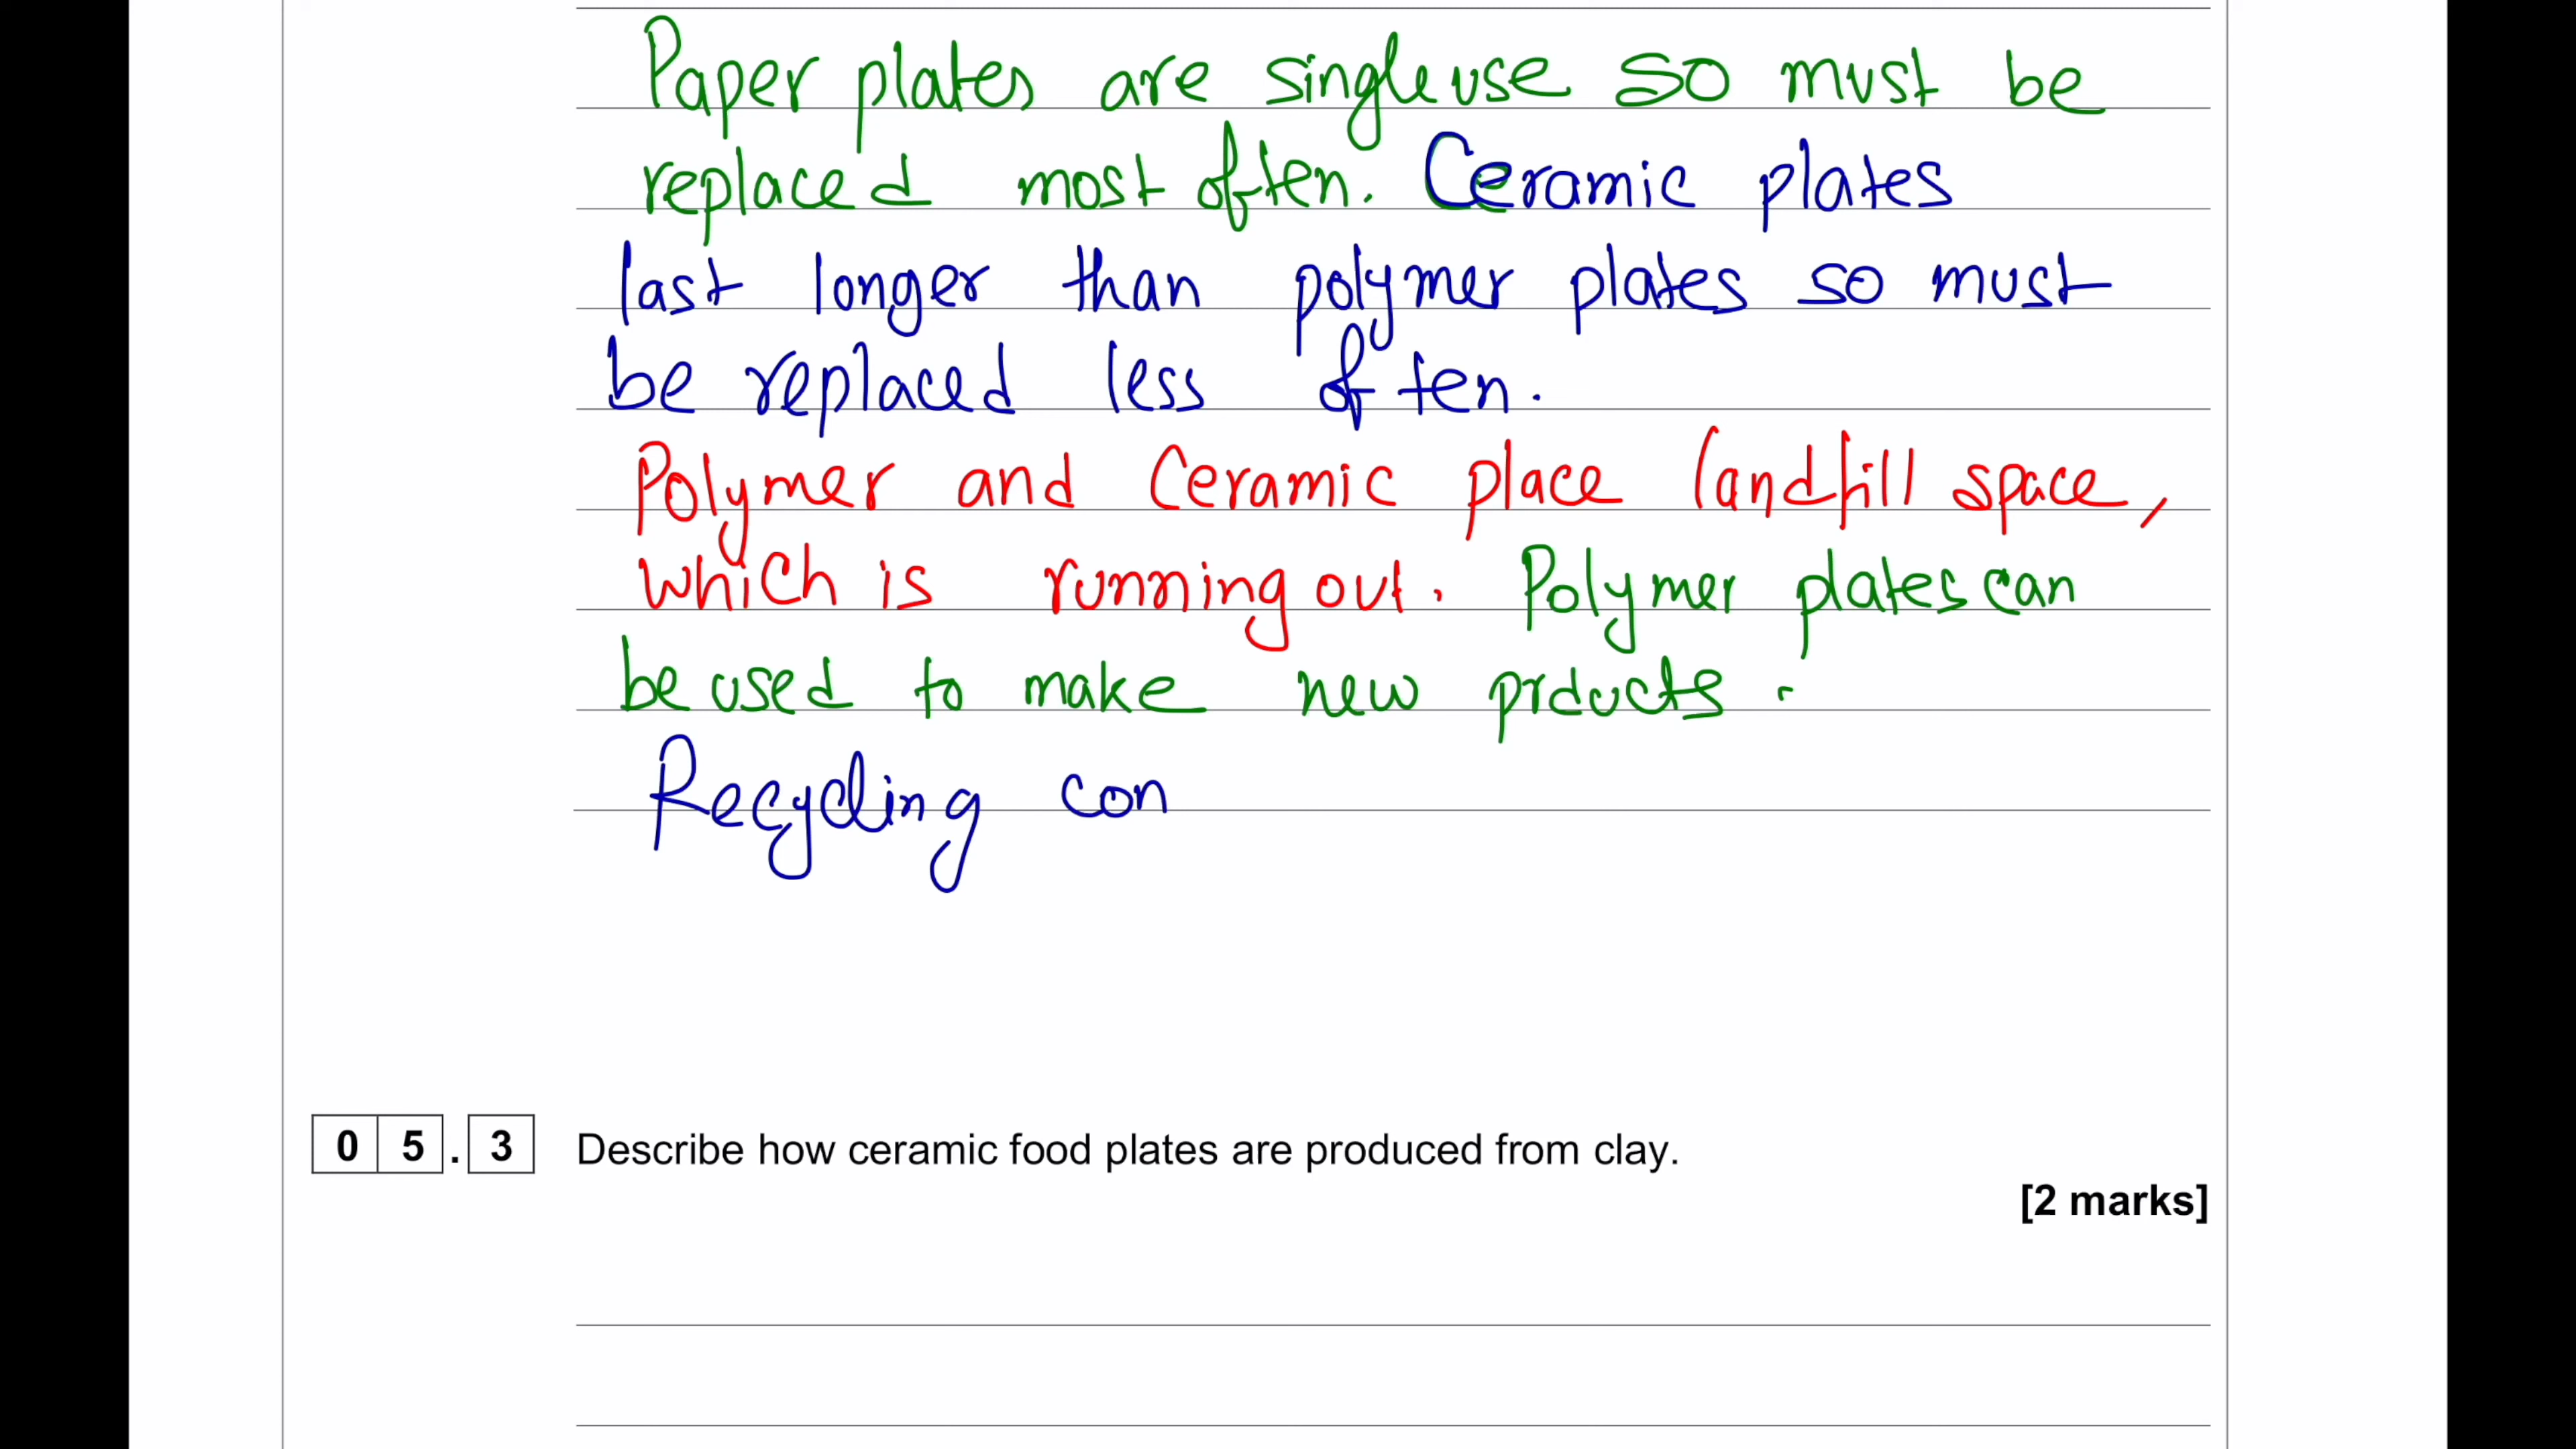 Paper plates are single use so must be
replaced most often. Ceramic plates
last longer than polymer plates so must
be replaced less often.
Polymer and Ceramic place landfill space,
which is running out. Polymer plates can
be used to make new prducts.
Recycling con
05.3 Describe how ceramic food plates are produced from clay.
[2 marks]